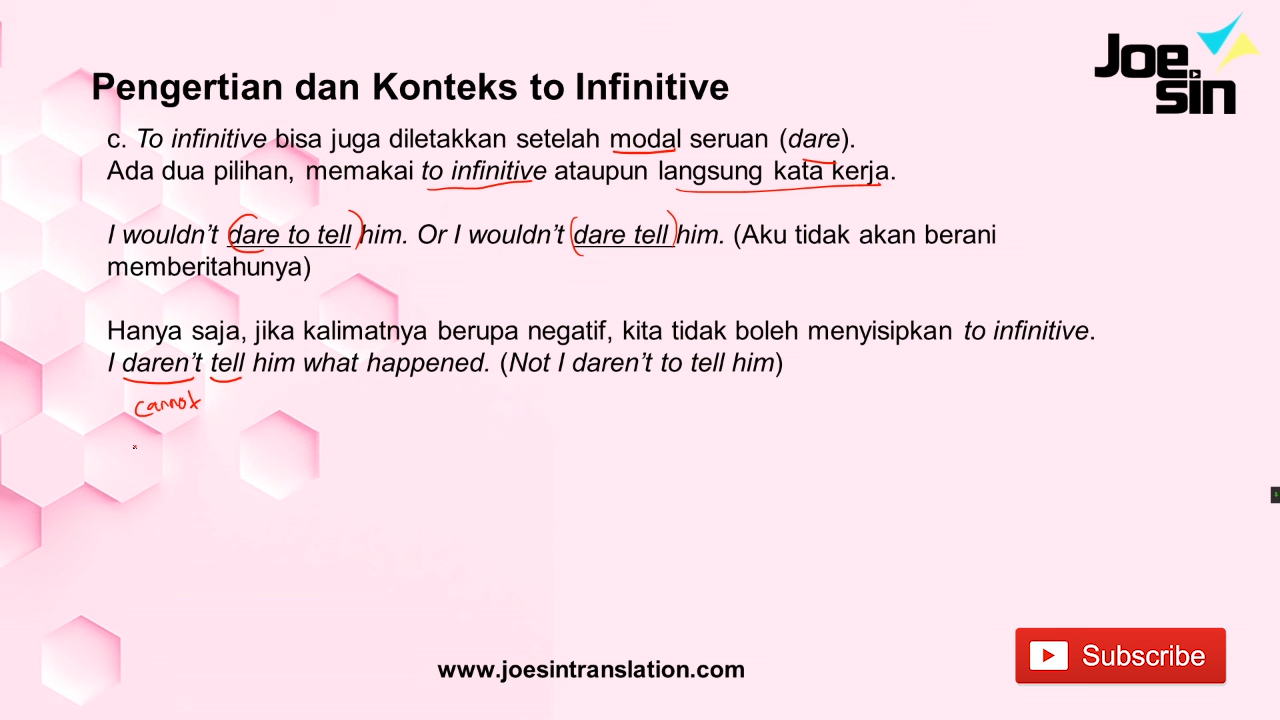 Joe
sin
Pengertian dan Konteks to Infinitive
c. To infinitive bisa juga diletakkan setelah modal seruan (dare).
Ada dua pilihan, memakai to infinitive ataupun langsung kata kerja.
I wouldn’t dare to tell him. Or I wouldn’t dare tell him. (Aku tidak akan berani
memberitahunya)
Hanya saja, jika kalimatnya berupa negatif, kita tidak boleh menyisipkan to infinitive.
I daren’t tell him what happened. (Not I daren’t to tell him)
cannot
www.joesintranslation.com
Subscribe